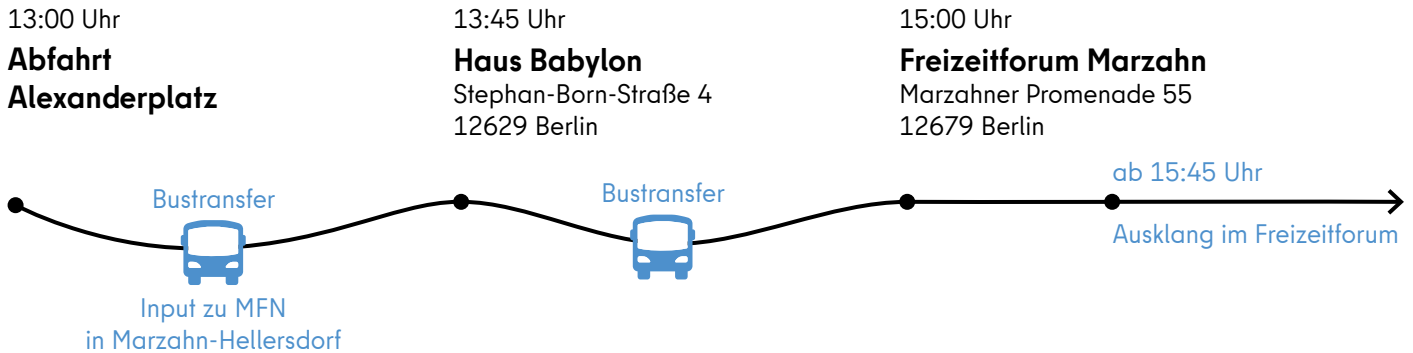 13:00 Uhr
Abfahrt
Alexanderplatz
13:45 Uhr
Haus Babylon
Stephan-Born-Straße 4
12629 Berlin
15:00 Uhr
Freizeitforum Marzahn
Marzahner Promenade 55
12679 Berlin
Bustransfer
Input zu MFN
in Marzahn-Hellersdorf
Bustransfer
ab 15:45 Uhr
Ausklang im Freizeitforum